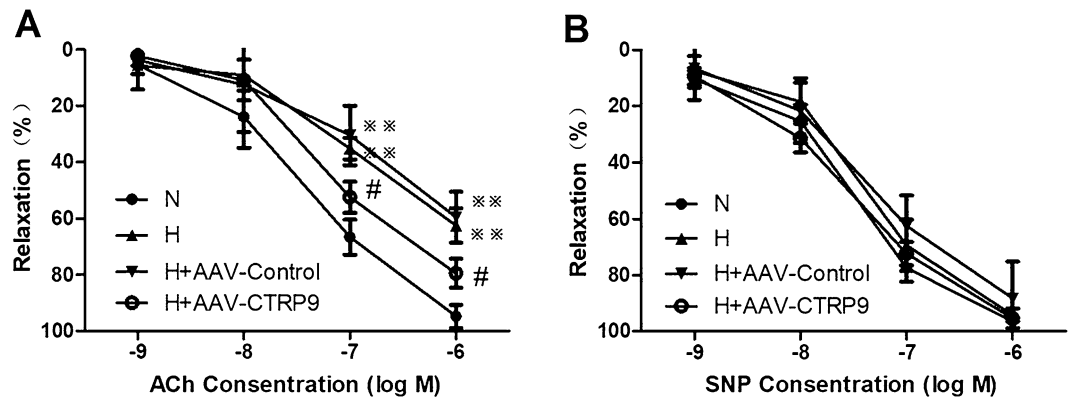 A
0
20
40
60
80
100
Relaxation (%)
N
H
H+AAV-Control
H+AAV-CTRP9
※※
※※
#
※※
※※
#
-9 -8 -7 -6
ACh Consentration (log M)
B
0
20
40
60
80
100
Relaxation (%)
N
H
H+AAV-Control
H+AAV-CTRP9
-9 -8 -7 -6
SNP Consentration (log M)